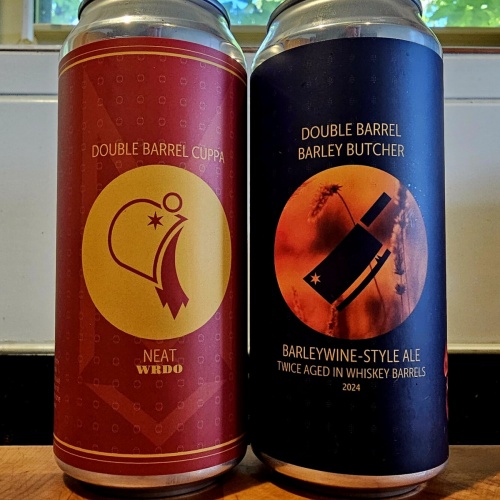 DOUBLE BARREL CUPPA
NEAT
WRDO
DOUBLE BARREL
BARLEY BUTCHER
BARLEYWINE-STYLE ALE
TWICE AGED IN WHISKEY BARRELS
2024